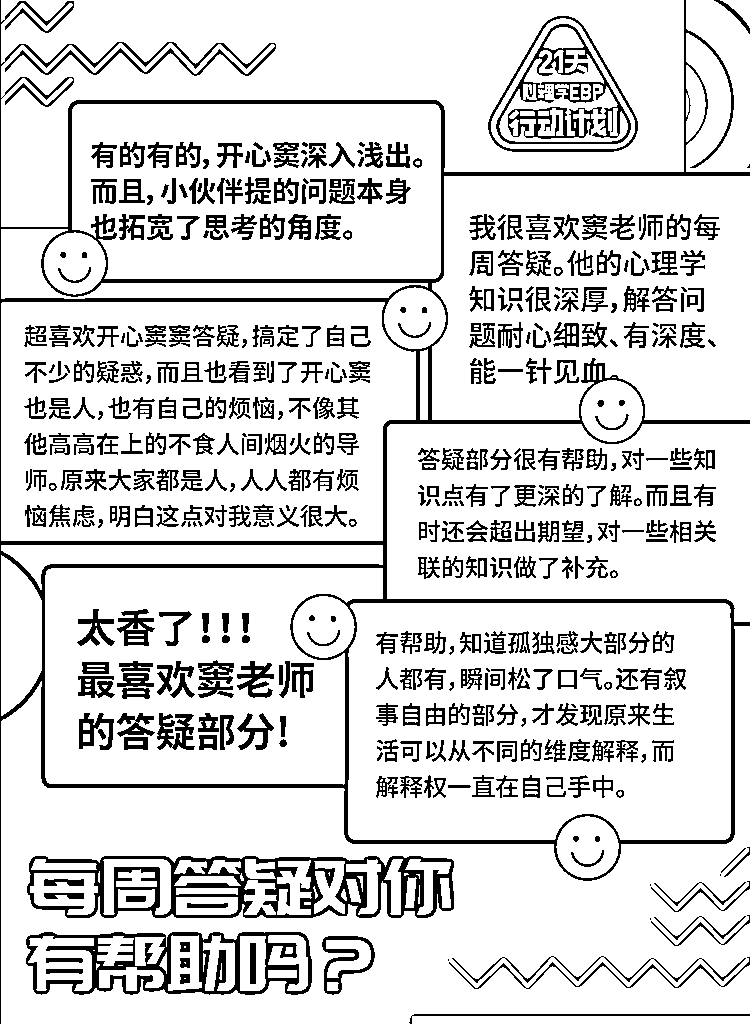 21天
心理学EBP
行动计划
有的有的，开心窦深入浅出。
而且，小伙伴提的问题本身
也拓宽了思考的角度。
我很喜欢窦老师的每
周答疑。他的心理学
知识很深厚，解答问
题耐心细致、有深度、
能一针见血。
超喜欢开心窦窦答疑，搞定了自己
不少的疑惑，而且也看到了开心窦
也是人，也有自己的烦恼，不像其
他高高在上的不食人间烟火的导
师。原来大家都是人，人人都有烦
恼焦虑，明白这点对我意义很大。
答疑部分很有帮助，对一些知
识点有了更深的了解。而且有
时还会超出期望，对一些相关
联的知识做了补充。
太香了！！！
最喜欢窦老师
的答疑部分！
有帮助，知道孤独感大部分的
人都有，瞬间松了口气。还有叙
事自由的部分，才发现原来生
活可以从不同的维度解释，而
解释权一直在自己手中。
每周答疑对你
有帮助吗？